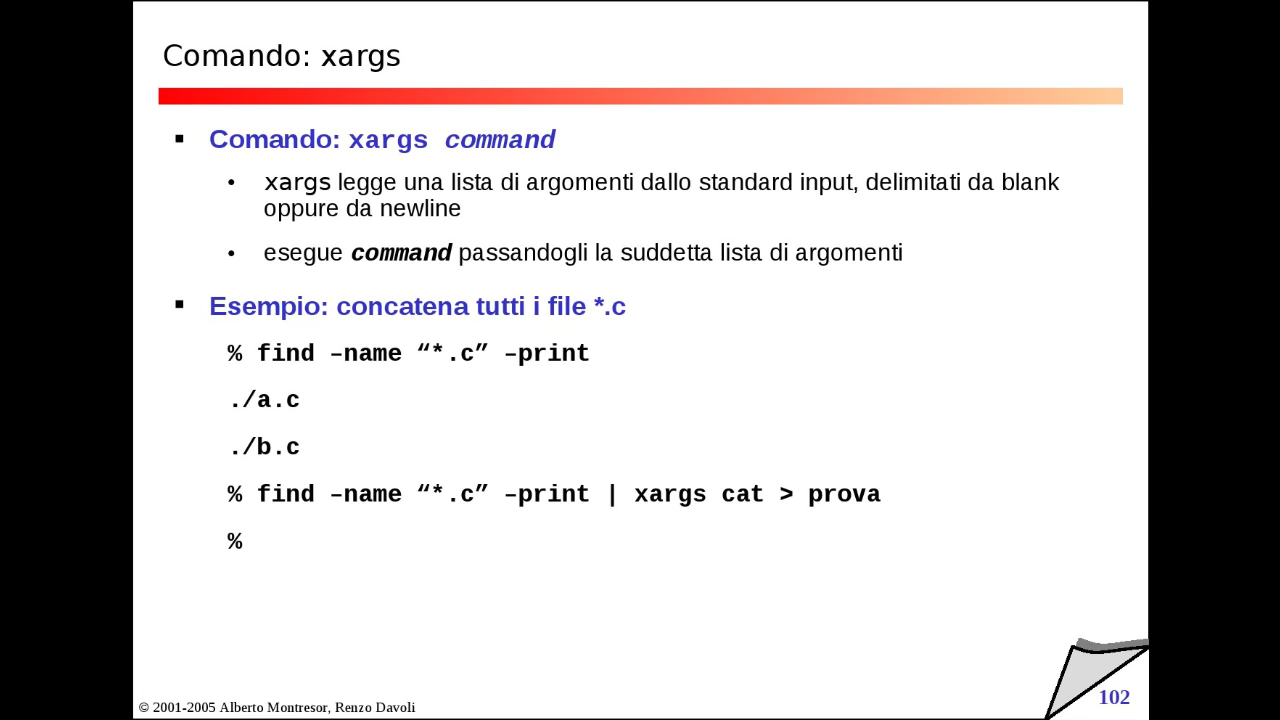 Comando: xargs
▪ Comando: xargs command
• xargs legge una lista di argomenti dallo standard input, delimitati da blank
oppure da newline
• esegue command passandogli la suddetta lista di argomenti
▪ Esempio: concatena tutti i file *.c
% find –name “*.c” –print
./a.c
./b.c
% find –name “*.c” –print | xargs cat > prova
%
© 2001-2005 Alberto Montresor, Renzo Davoli
102